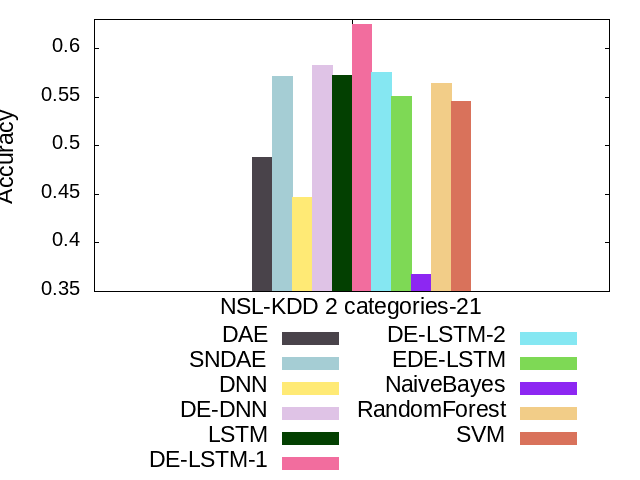 0.6
0.55
0.5
0.45
0.4
0.35
Accuracy
NSL-KDD 2 categories-21
DAE
SNDAE
DNN
DE-DNN
LSTM
DE-LSTM-1
DE-LSTM-2
EDE-LSTM
NaiveBayes
RandomForest
SVM